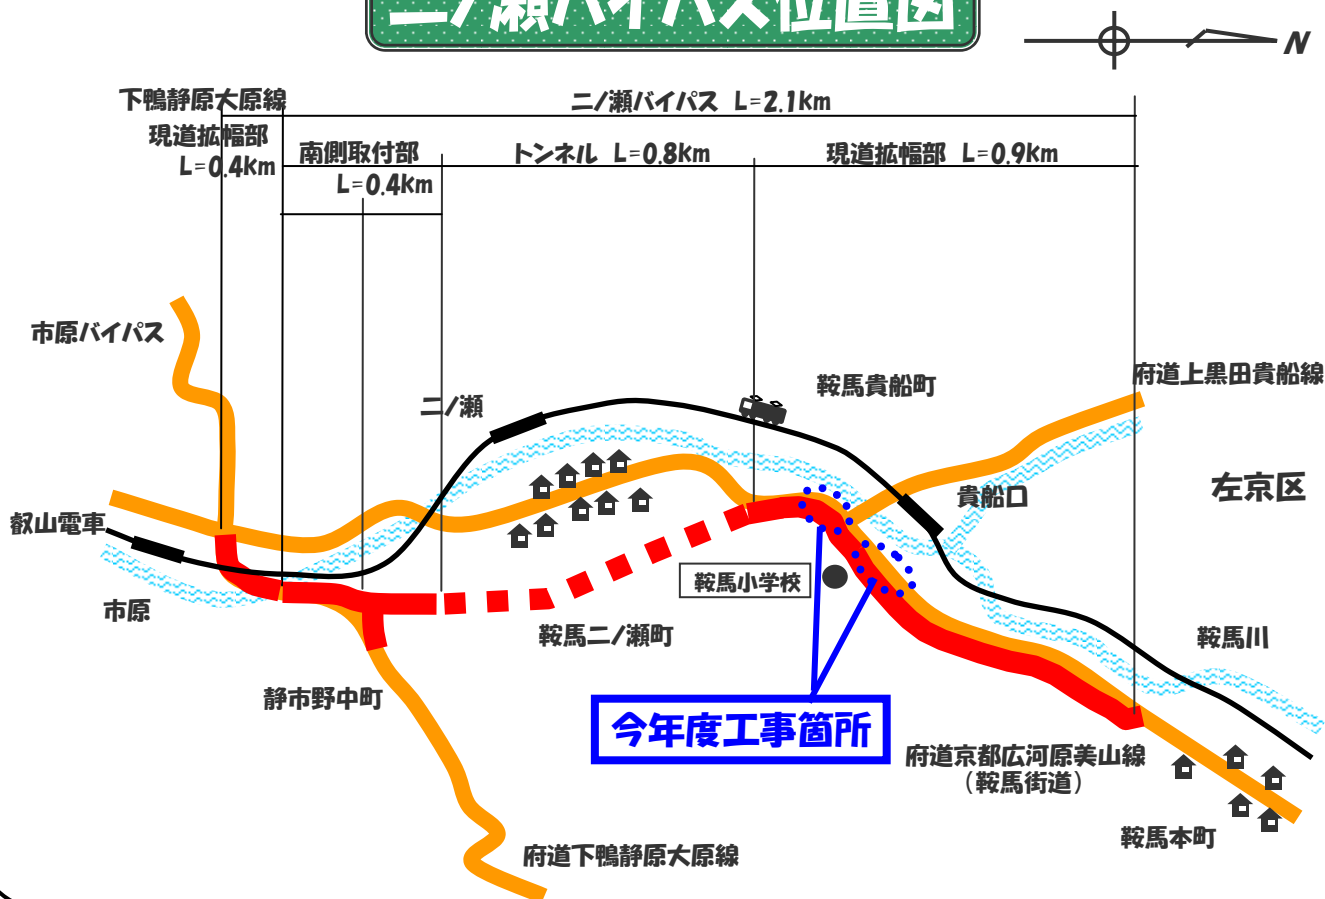 二ノ瀬バイパス位置図
N
下鴨静原大原線
二ノ瀬バイパス L=2.1km
現道拡幅部
L=0.4km
南側取付部
L=0.4km
トンネル L=0.8km
現道拡幅部 L=0.9km
市原バイパス
二ノ瀬
鞍馬貴船町
府道上黒田貴船線
左京区
貴船口
叡山電車
市原
鞍馬小学校
鞍馬二ノ瀬町
鞍馬川
静市野中町
今年度工事箇所
府道京都広河原美山線
（鞍馬街道）
鞍馬本町
府道下鴨静原大原線